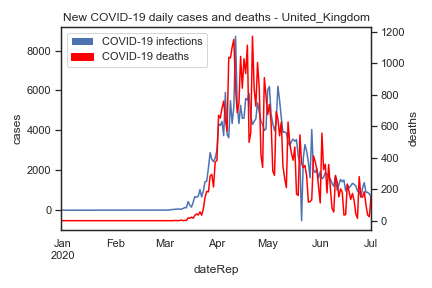 New COVID-19 daily cases and deaths - United_Kingdom
COVID-19 infections
COVID-19 deaths
8000
6000
4000
2000
0
cases
1200
1000
800
600
400
200
0
deaths
Jan Feb Mar Apr May Jun Jul
2020
dateRep